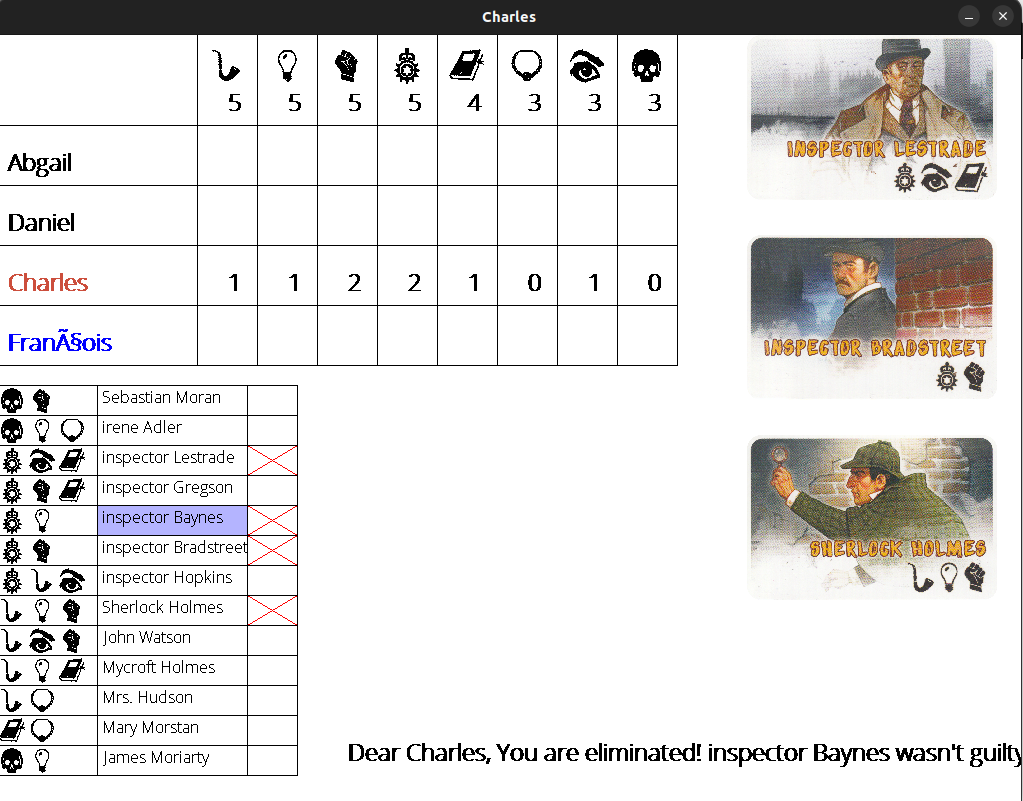 Charles
5 5 5 5 4 3 3 3
Abgail
Daniel
Charles 1 1 2 2 1 0 1 0
FranÃ§ois
INSPECTOR LESTRADE
INSPECTOR BRADSTREET
SHERLOCK HOLMES
Sebastian Moran
irene Adler
inspector Lestrade
inspector Gregson
inspector Baynes
inspector Bradstreet
inspector Hopkins
Sherlock Holmes
John Watson
Mycroft Holmes
Mrs. Hudson
Mary Morstan
James Moriarty
Dear Charles, You are eliminated! inspector Baynes wasn't guilty